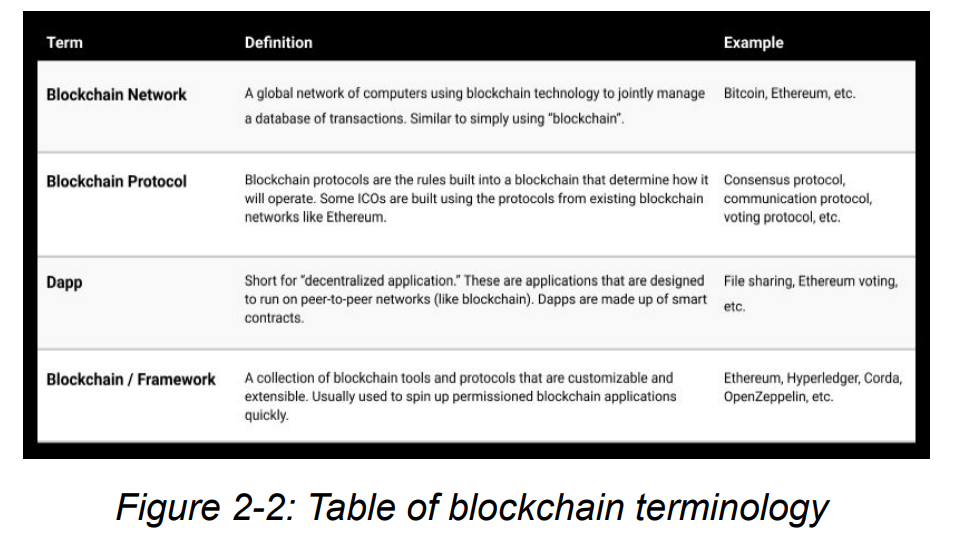 Term Definition Example
Blockchain Network A global network of computers using blockchain technology to jointly manage Bitcoin, Ethereum, etc.
a database of transactions. Similar to simply using “blockchain”.
Blockchain Protocol Blockchain protocols are the rules built into a blockchain that determine how it Consensus protocol,
will operate. Some ICOs are built using the protocols from existing blockchain communication protocol,
networks like Ethereum. voting protocol, etc.
Dapp Short for “decentralized application.” These are applications that are designed File sharing, Ethereum voting,
to run on peer-to-peer networks (like blockchain). Dapps are made up of smart etc.
contracts.
Blockchain / Framework A collection of blockchain tools and protocols that are customizable and Ethereum, Hyperledger, Corda,
extensible. Usually used to spin up permissioned blockchain applications OpenZeppelin, etc.
quickly.
Figure 2-2: Table of blockchain terminology